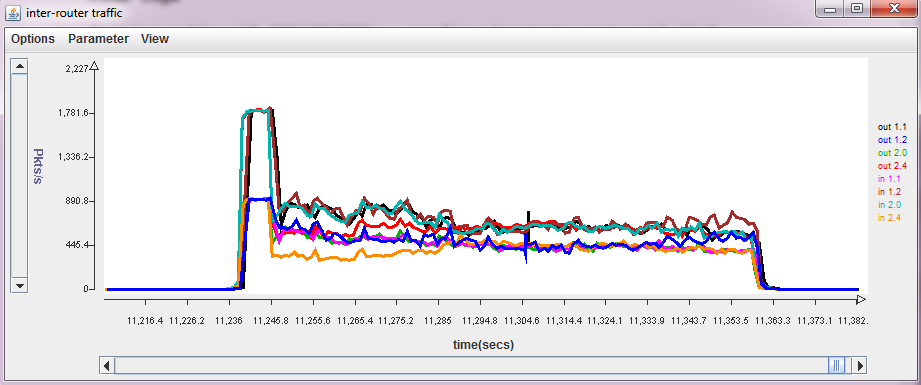 inter-router traffic
Options Parameter View
2,227
1,781.6
1,336.2
890.8
445.4
0
Pkts/s
11,216.4 11,226.2 11,236 11,245.8 11,255.6 11,265.4 11,275.2 11,285 11,294.8 11,304.6 11,314.4 11,324.1 11,333.9 11,343.7 11,353.5 11,363.3 11,373.1 11,382.
time(secs)
out 1.1
out 1.2
out 2.0
out 2.4
in 1.1
in 1.2
in 2.0
in 2.4